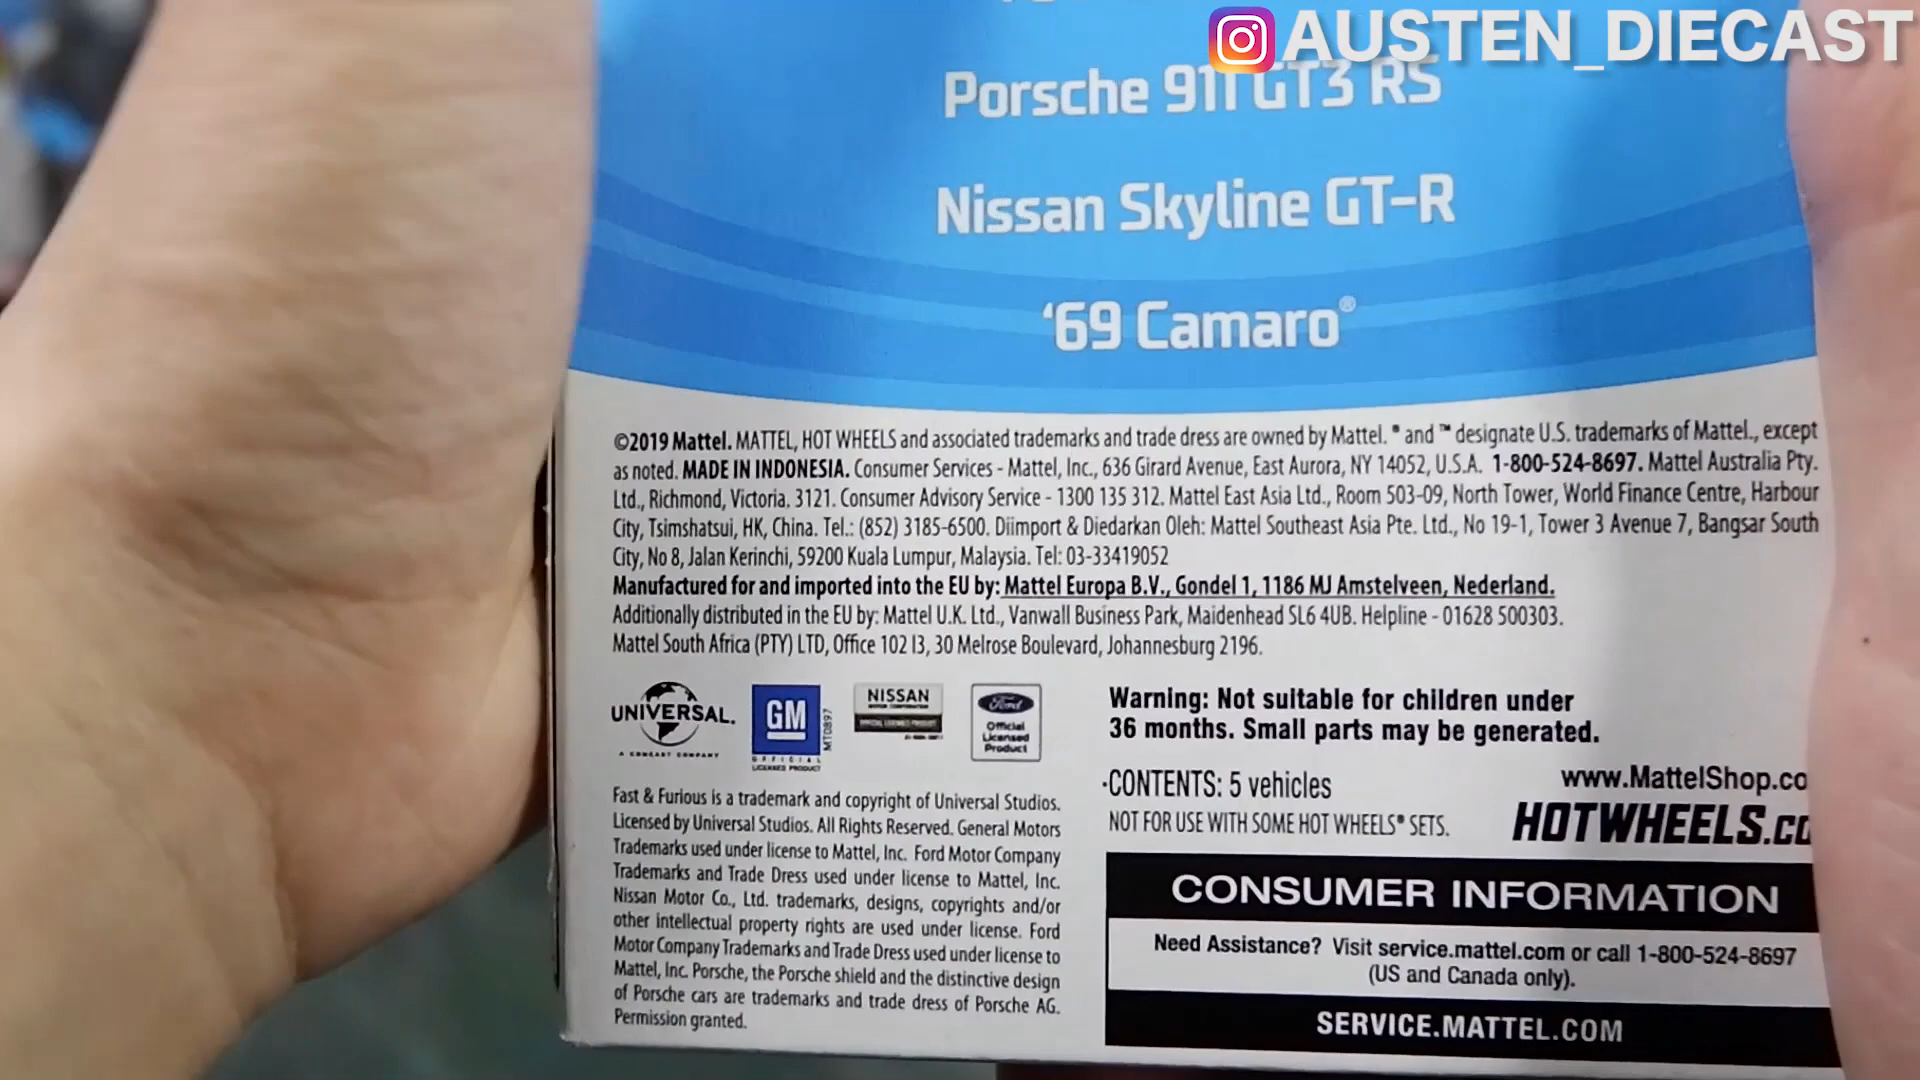 AUSTEN_DIECAST
Porsche 911 GT3 RS
Nissan Skyline GT-R
'69 Camaro®
©2019 Mattel. MATTEL, HOT WHEELS and associated trademarks and trade dress are owned by Mattel. ® and ™ designate U.S. trademarks of Mattel., except
as noted. MADE IN INDONESIA. Consumer Services - Mattel, Inc., 636 Girard Avenue, East Aurora, NY 14052, U.S.A. 1-800-524-8697. Mattel Australia Pty.
Ltd., Richmond, Victoria. 3121. Consumer Advisory Service - 1300 135 312. Mattel East Asia Ltd., Room 503-09, North Tower, World Finance Centre, Harbour
City, Tsimshatsui, HK, China. Tel.: (852) 3185-6500. Diimport & Diedarkan Oleh: Mattel Southeast Asia Pte. Ltd., No 19-1, Tower 3 Avenue 7, Bangsar South
City, No 8, Jalan Kerinchi, 59200 Kuala Lumpur, Malaysia. Tel: 03-33419052
Manufactured for and imported into the EU by: Mattel Europa B.V., Gondel 1, 1186 MJ Amstelveen, Nederland.
Additionally distributed in the EU by: Mattel U.K. Ltd., Vanwall Business Park, Maidenhead SL6 4UB. Helpline - 01628 500303.
Mattel South Africa (PTY) LTD, Office 102 I3, 30 Melrose Boulevard, Johannesburg 2196.
UNIVERSAL.
A COMCAST COMPANY
GM
OFFICIAL
LICENSED PRODUCT
MT0897
NISSAN
MOTOR CORPORATION
OFFICIAL LICENSED PRODUCT
Ford
Official
Licensed
Product
Fast & Furious is a trademark and copyright of Universal Studios.
Licensed by Universal Studios. All Rights Reserved. General Motors
Trademarks used under license to Mattel, Inc. Ford Motor Company
Trademarks and Trade Dress used under license to Mattel, Inc.
Nissan Motor Co., Ltd. trademarks, designs, copyrights and/or
other intellectual property rights are used under license. Ford
Motor Company Trademarks and Trade Dress used under license to
Mattel, Inc. Porsche, the Porsche shield and the distinctive design
of Porsche cars are trademarks and trade dress of Porsche AG.
Permission granted.
Warning: Not suitable for children under
36 months. Small parts may be generated.
·CONTENTS: 5 vehicles
NOT FOR USE WITH SOME HOT WHEELS® SETS.
www.MattelShop.co
HOTWHEELS.CO
CONSUMER INFORMATION
Need Assistance? Visit service.mattel.com or call 1-800-524-8697
(US and Canada only).
SERVICE.MATTEL.COM